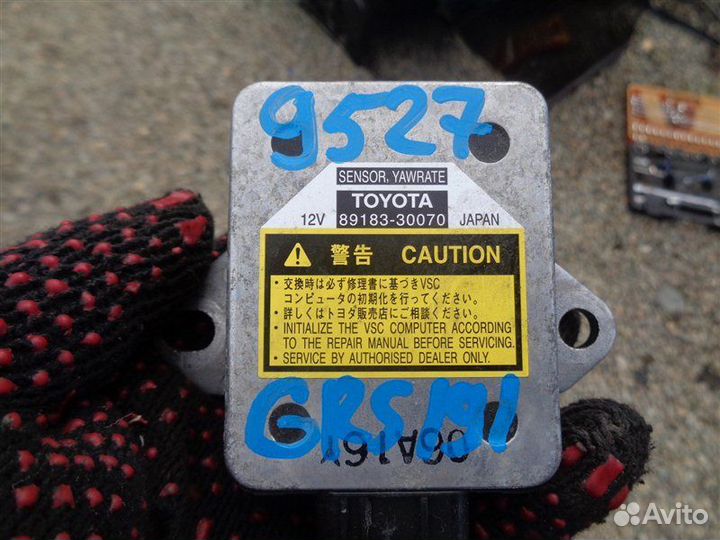 9527
SENSOR, YAWRATE
TOYOTA
12V 89183-30070 JAPAN
警告 CAUTION
・交換時は必ず修理書に基づきVSC
コンピュータの初期化を行ってください。
・詳しくはトヨタ販売店にご相談ください。
・INITIALIZE THE VSC COMPUTER ACCORDING
TO THE REPAIR MANUAL BEFORE SERVICING.
・SERVICE BY AUTHORISED DEALER ONLY.
GRS191
06A16Y
Avito